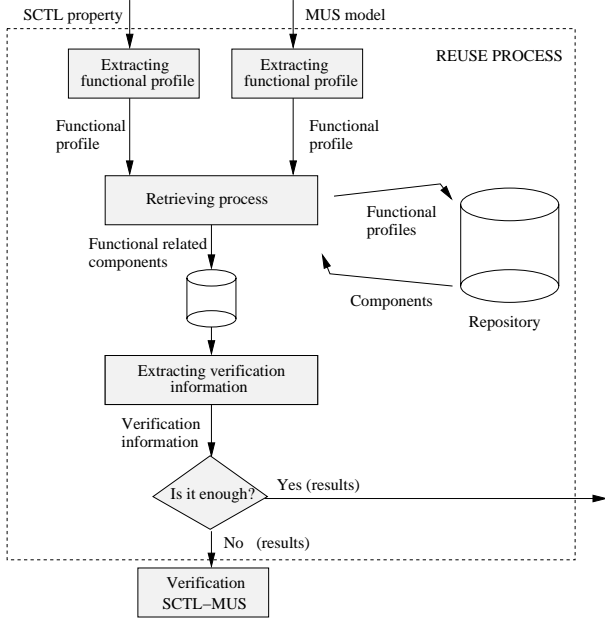 SCTL property
MUS model
REUSE PROCESS
Extracting
functional profile
Extracting
functional profile
Functional
profile
Functional
profile
Retrieving process
Functional
profiles
Functional related
components
Components
Repository
Extracting verification
information
Verification
information
Is it enough?
Yes (results)
No (results)
Verification
SCTL−MUS